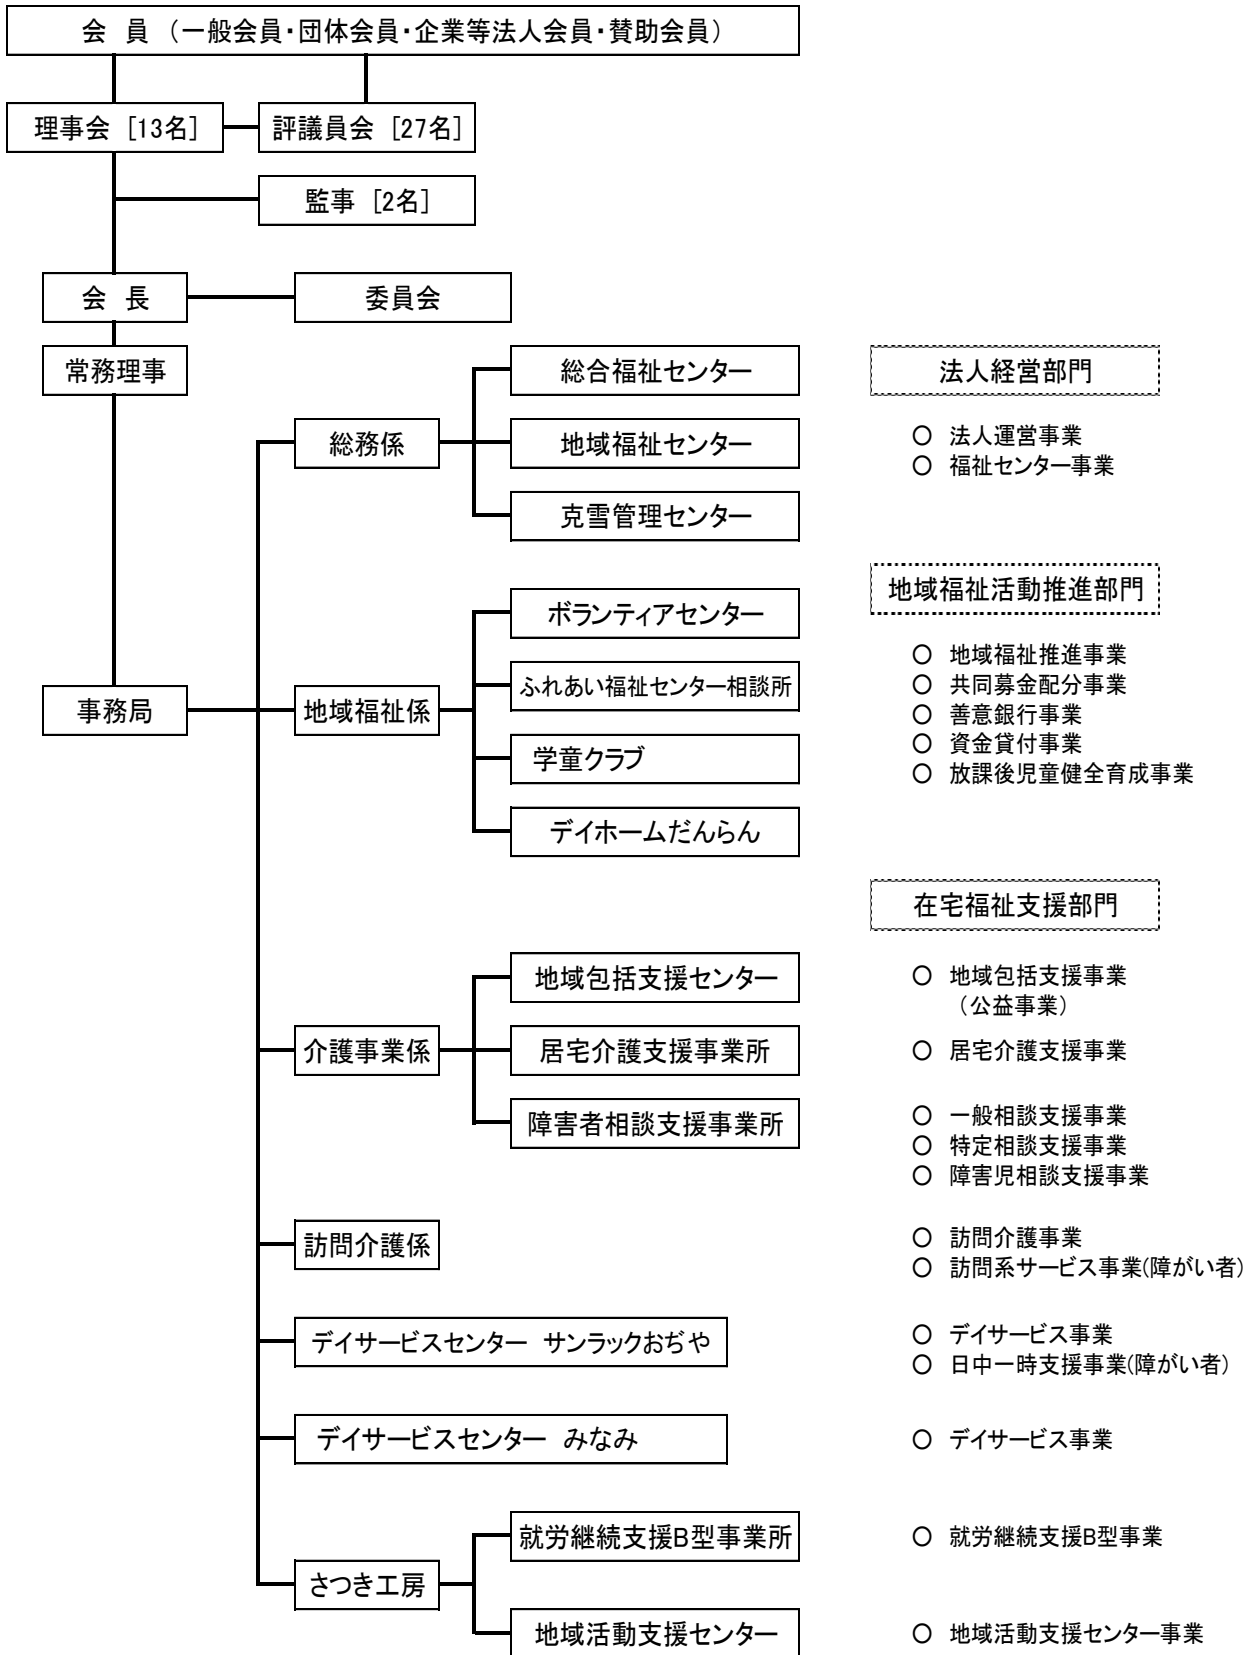 会　員　（一般会員・団体会員・企業等法人会員・賛助会員）
理事会　[13名]
評議員会　[27名]
監事　[2名]
会　長
委員会
常務理事
総合福祉センター
法人経営部門
総務係
地域福祉センター
○　法人運営事業
○　福祉センター事業
克雪管理センター
地域福祉活動推進部門
ボランティアセンター
○　地域福祉推進事業
ふれあい福祉センター相談所
○　共同募金配分事業
事務局
地域福祉係
○　善意銀行事業
○　資金貸付事業
学童クラブ
○　放課後児童健全育成事業
デイホームだんらん
在宅福祉支援部門
地域包括支援センター
○　地域包括支援事業
（公益事業）
介護事業係
居宅介護支援事業所
○　居宅介護支援事業
障害者相談支援事業所
○　一般相談支援事業
○　特定相談支援事業
○　障害児相談支援事業
訪問介護係
○　訪問介護事業
○　訪問系サービス事業(障がい者)
デイサービスセンター　サンラックおぢや
○　デイサービス事業
○　日中一時支援事業(障がい者)
デイサービスセンター　みなみ
○　デイサービス事業
就労継続支援B型事業所
○　就労継続支援B型事業
さつき工房
地域活動支援センター
○　地域活動支援センター事業